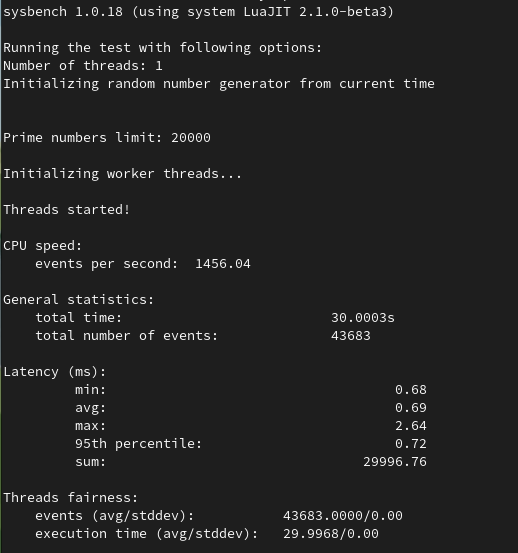 sysbench 1.0.18 (using system LuaJIT 2.1.0-beta3)
Running the test with following options:
Number of threads: 1
Initializing random number generator from current time
Prime numbers limit: 20000
Initializing worker threads...
Threads started!
CPU speed:
events per second: 1456.04
General statistics:
total time: 30.0003s
total number of events: 43683
Latency (ms):
min: 0.68
avg: 0.69
max: 2.64
95th percentile: 0.72
sum: 29996.76
Threads fairness:
events (avg/stddev): 43683.0000/0.00
execution time (avg/stddev): 29.9968/0.00